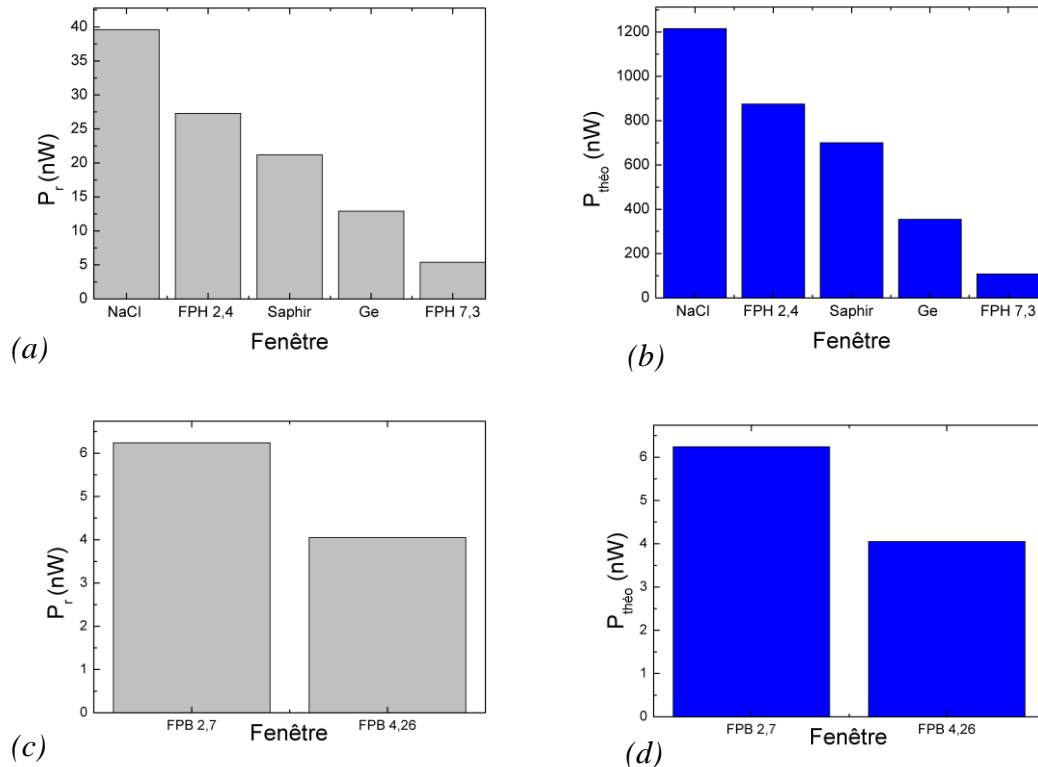 40
35
30
25
20
15
10
5
0
P_r (nW)
NaCl FPH 2,4 Saphir Ge FPH 7,3
Fenêtre
(a)
1200
1000
800
600
400
200
0
P_théo (nW)
NaCl FPH 2,4 Saphir Ge FPH 7,3
Fenêtre
(b)
6
5
4
3
2
1
0
P_r (nW)
FPB 2,7 FPB 4,26
Fenêtre
(c)
6
5
4
3
2
1
0
P_théo (nW)
FPB 2,7 FPB 4,26
Fenêtre
(d)